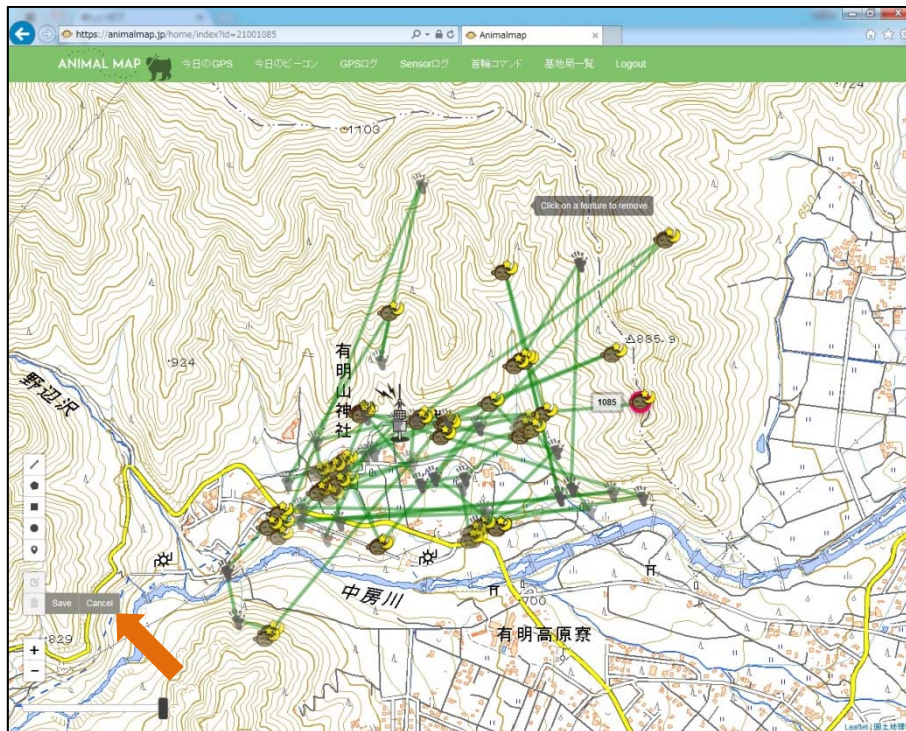 https://animalmap.jp/home/index?id=21001085
Animalmap
ANIMAL MAP
今日のGPS
今日のビーコン
GPSログ
Sensorログ
首輪コマンド
基地局一覧
Logout
724
1103
Click on a feature to remove
650
835.9
924
有明山神社
野辺沢
1085
Save
Cancel
中房川
700
有明高原寮
829
+
−
Leaflet | 国土地理院